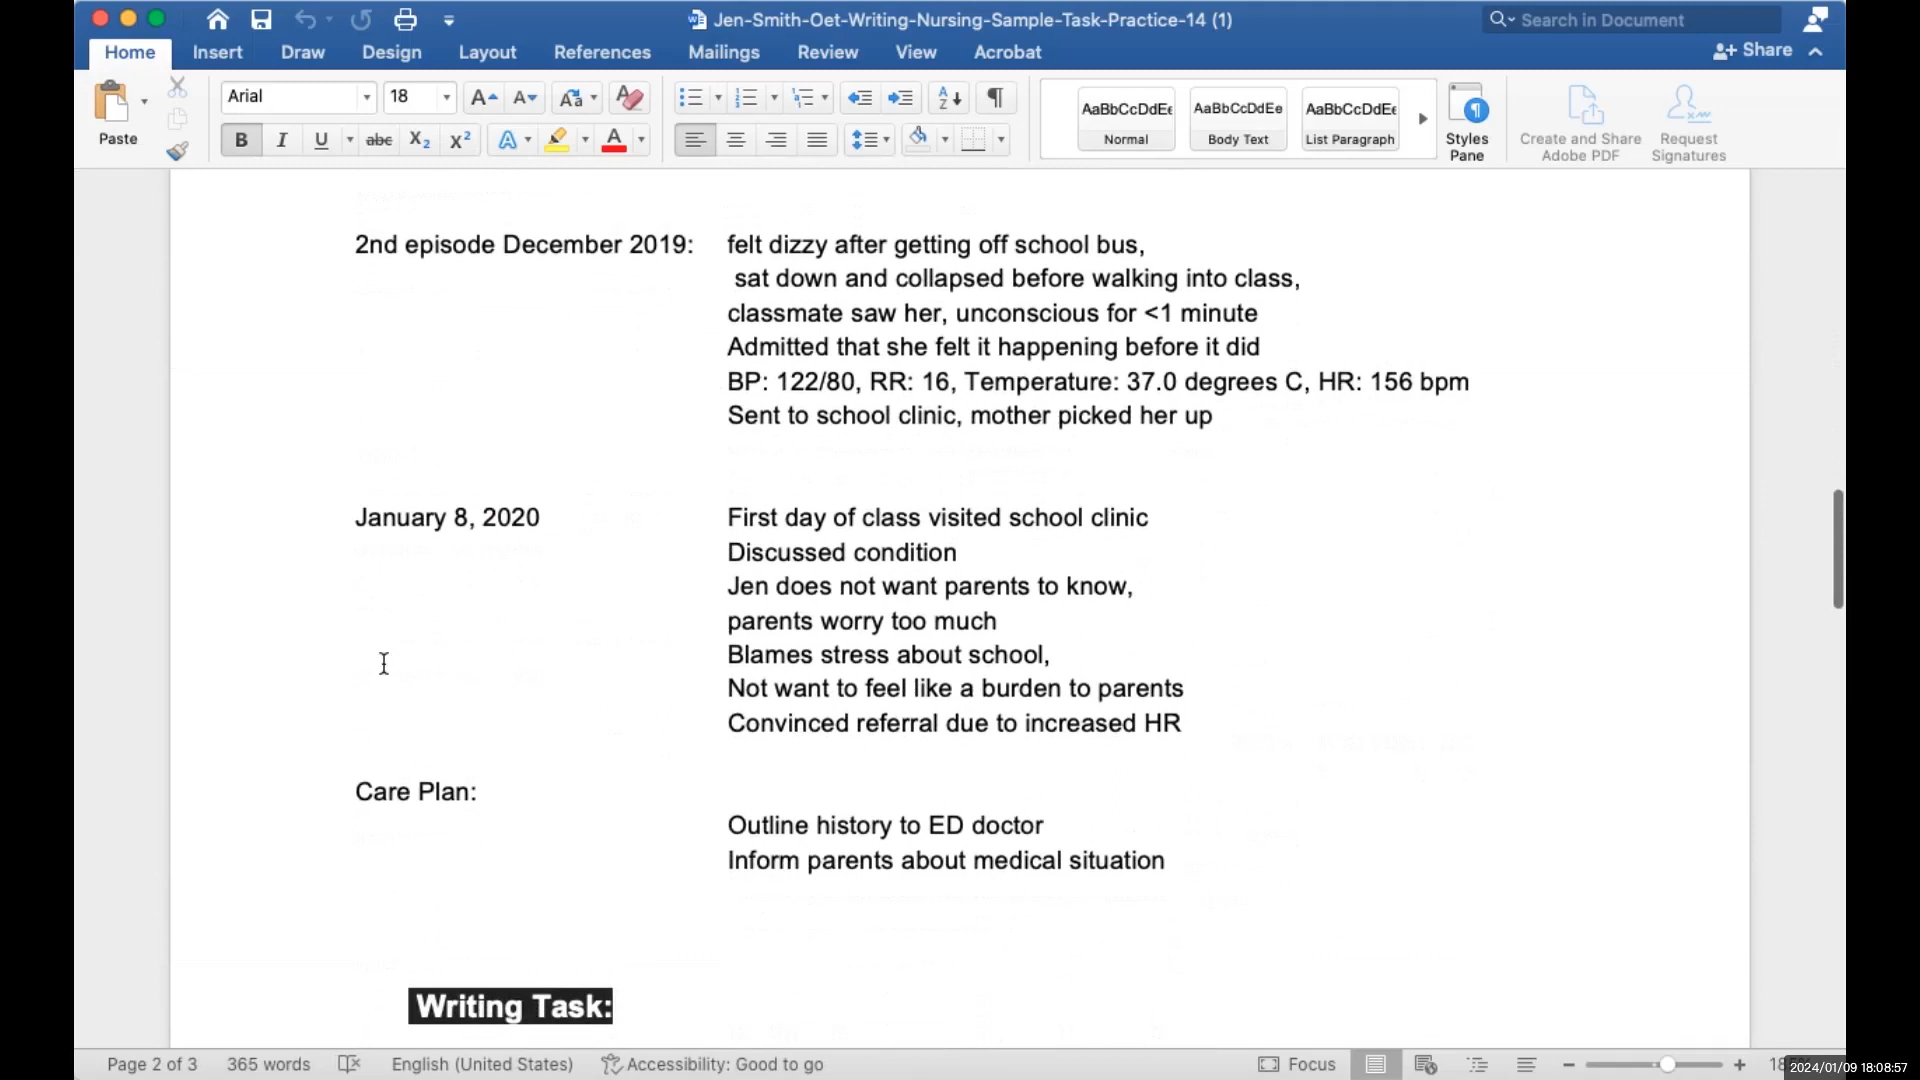 Jen-Smith-Oet-Writing-Nursing-Sample-Task-Practice-14 (1)
Search in Document
Home Insert Draw Design Layout References Mailings Review View Acrobat
Share
Paste
Arial 18
AaBbCcDdEe AaBbCcDdEe AaBbCcDdEe
Normal Body Text List Paragraph
Styles Pane
Create and Share Adobe PDF
Request Signatures
2nd episode December 2019: felt dizzy after getting off school bus,
sat down and collapsed before walking into class,
classmate saw her, unconscious for <1 minute
Admitted that she felt it happening before it did
BP: 122/80, RR: 16, Temperature: 37.0 degrees C, HR: 156 bpm
Sent to school clinic, mother picked her up
January 8, 2020 First day of class visited school clinic
Discussed condition
Jen does not want parents to know,
parents worry too much
Blames stress about school,
Not want to feel like a burden to parents
Convinced referral due to increased HR
Care Plan:
Outline history to ED doctor
Inform parents about medical situation
Writing Task:
Page 2 of 3 365 words English (United States) Accessibility: Good to go Focus
2024/01/09 18:08:57